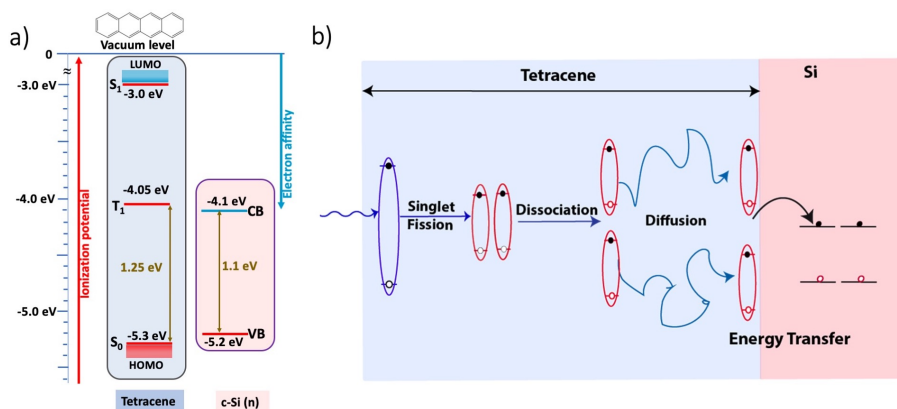 a)
Vacuum level
0
-3.0 eV
-4.0 eV
-5.0 eV
Ionization potential
LUMO
S1
-3.0 eV
-4.05 eV
T1
1.25 eV
-5.3 eV
S0
HOMO
Tetracene
Electron affinity
-4.1 eV
CB
1.1 eV
VB
-5.2 eV
c-Si (n)
b)
Tetracene
Si
Singlet
Fission
Dissociation
Diffusion
Energy Transfer